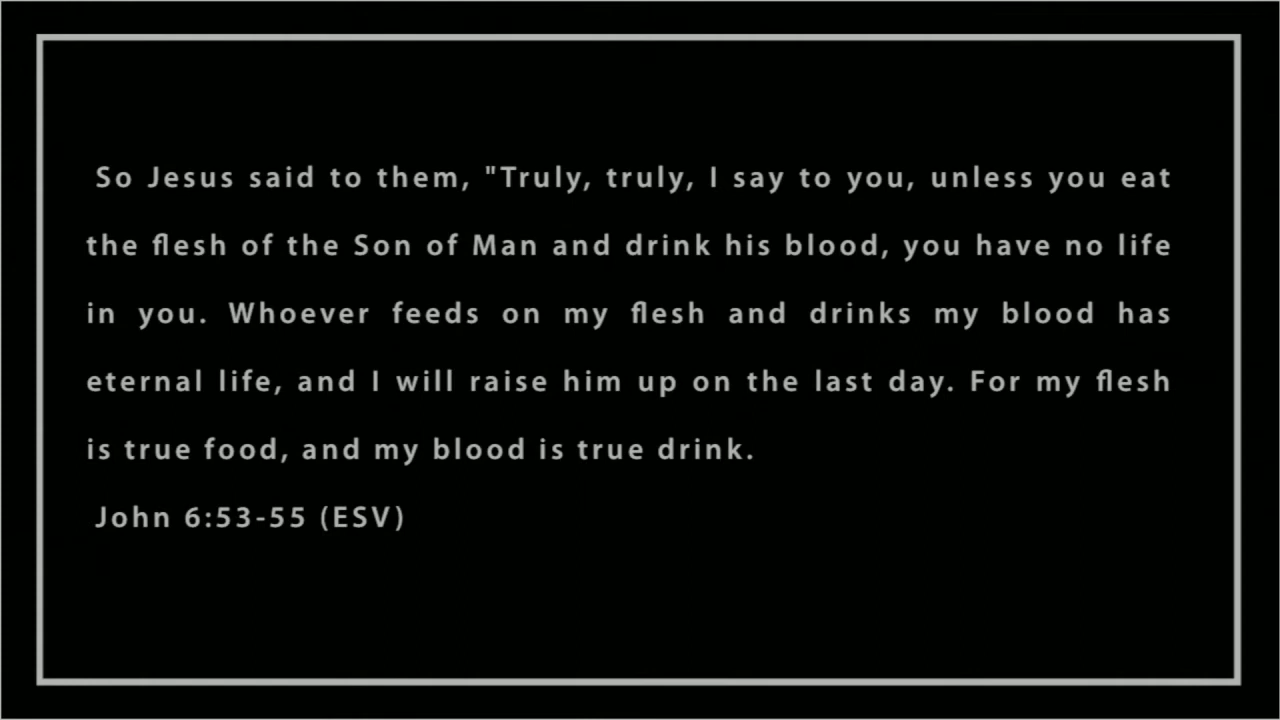 So Jesus said to them, "Truly, truly, I say to you, unless you eat
the flesh of the Son of Man and drink his blood, you have no life
in you. Whoever feeds on my flesh and drinks my blood has
eternal life, and I will raise him up on the last day. For my flesh
is true food, and my blood is true drink.
John 6:53-55 (ESV)